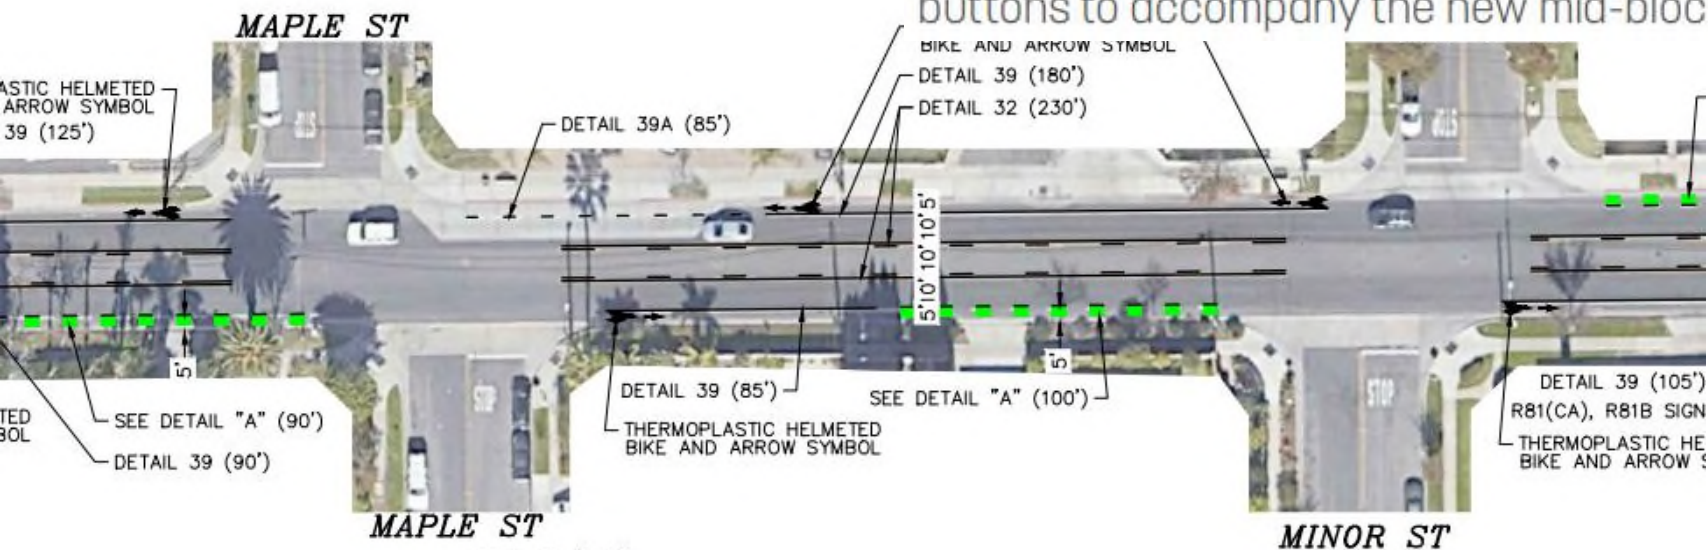 buttons to accompany the new mid-bloc
MAPLE ST
BIKE AND ARROW SYMBOL
DETAIL 39 (180')
DETAIL 32 (230')
ASTIC HELMETED
ARROW SYMBOL
39 (125')
DETAIL 39A (85')
STOP
STOP
5'10' 10'10'5'
5'
5'
STOP
STOP
DETAIL 39 (85')
SEE DETAIL "A" (100')
DETAIL 39 (105')
R81(CA), R81B SIGN
TED
BOL
SEE DETAIL "A" (90')
THERMOPLASTIC HELMETED
BIKE AND ARROW SYMBOL
THERMOPLASTIC HE
BIKE AND ARROW S
DETAIL 39 (90')
MAPLE ST
MINOR ST